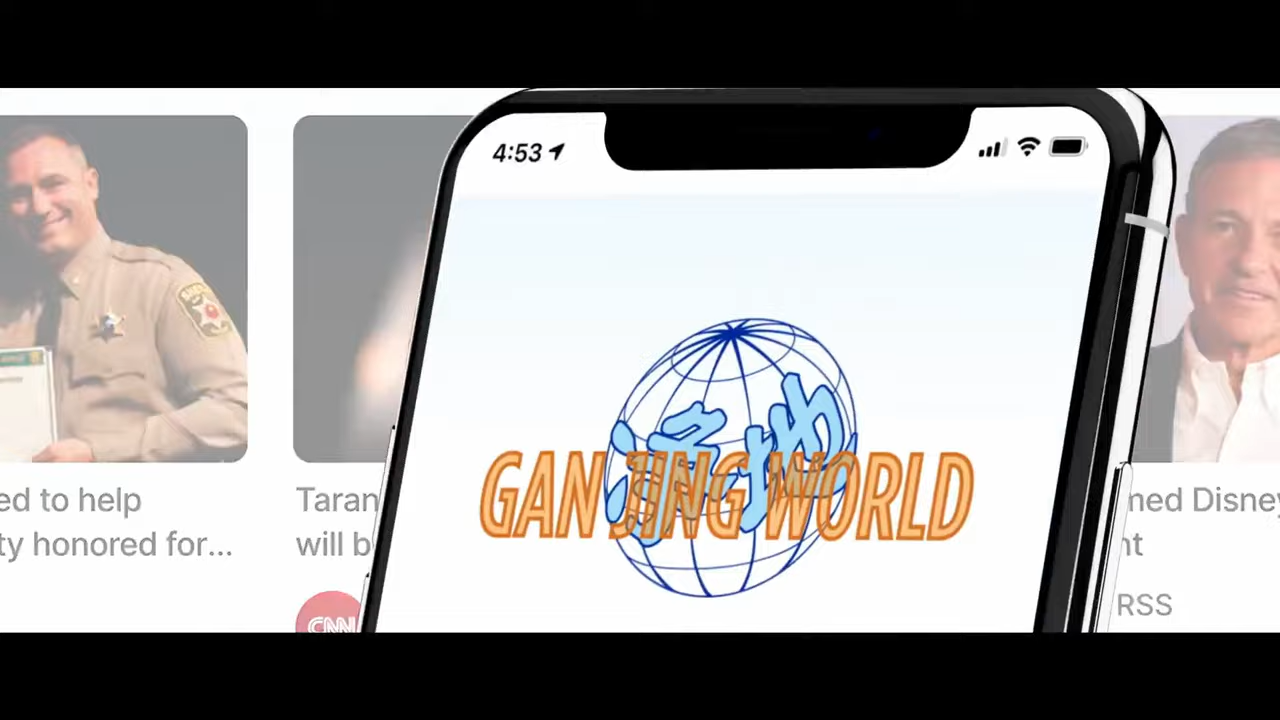 4:53
净地
GAN JING WORLD
ed to help
ty honored for...
Taran
will b
CNN
med Disney
nt
RSS